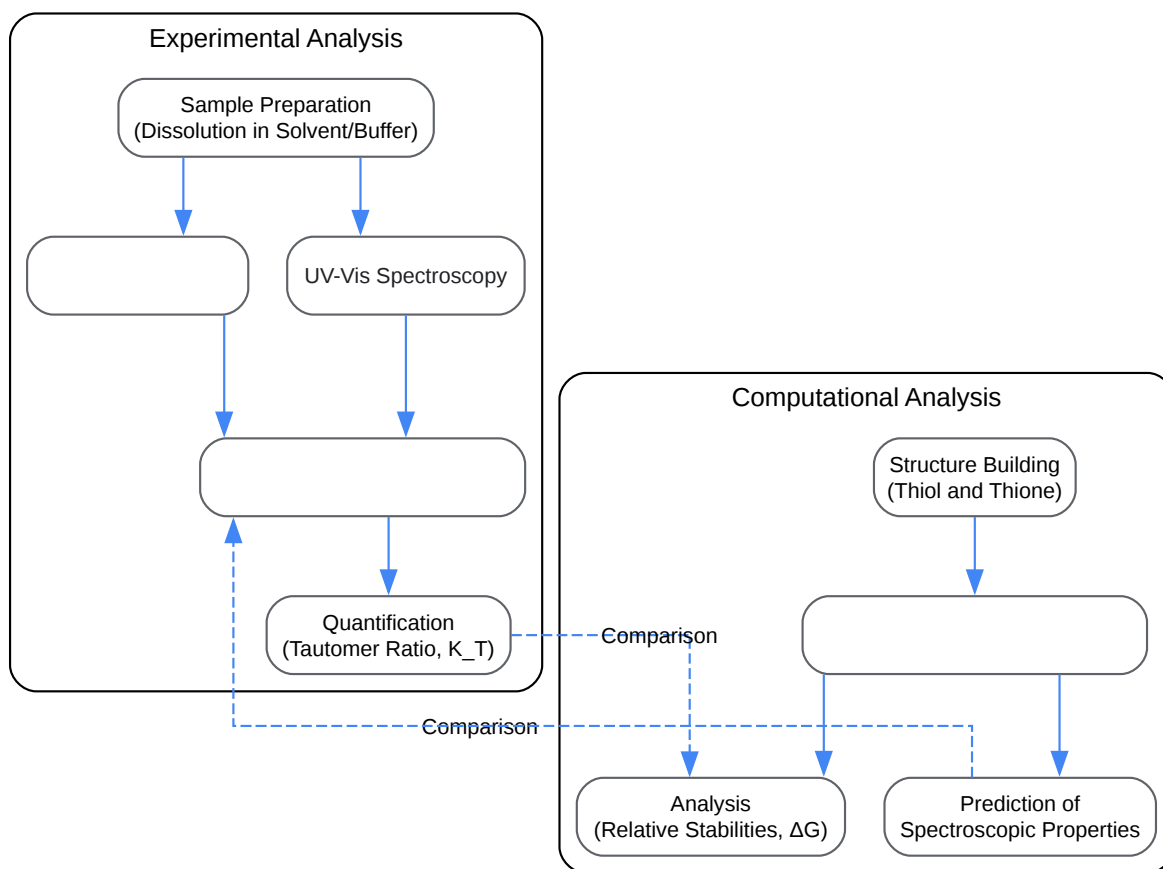 Experimental Analysis
Sample Preparation
(Dissolution in Solvent/Buffer)
UV-Vis Spectroscopy
Computational Analysis
Structure Building
(Thiol and Thione)
Quantification
(Tautomer Ratio, K_T)
Comparison
Comparison
Analysis
(Relative Stabilities, ΔG)
Prediction of
Spectroscopic Properties